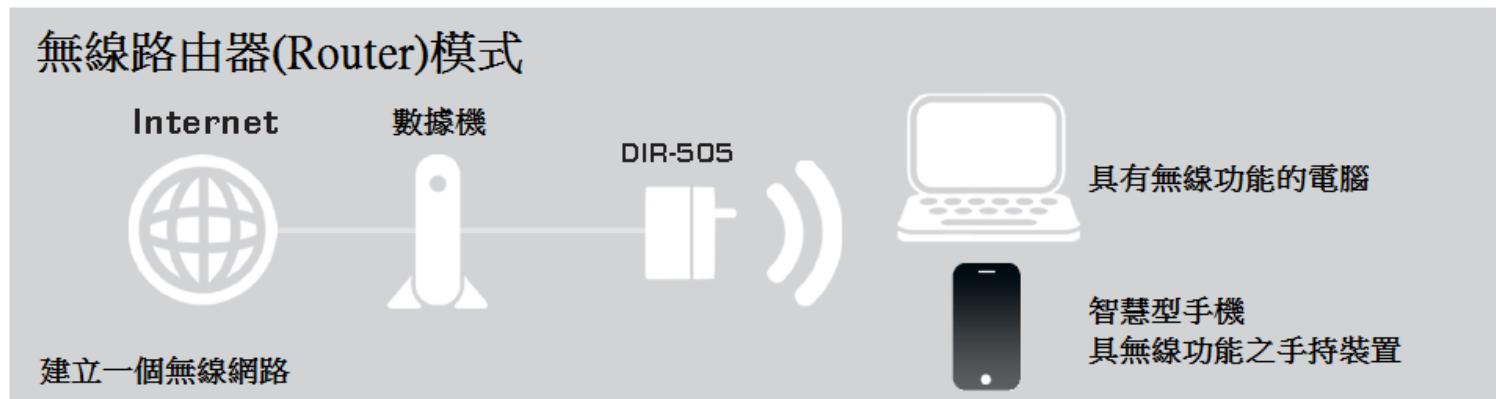 無線路由器(Router)模式
Internet
數據機
DIR-505
具有無線功能的電腦
智慧型手機
具無線功能之手持裝置
建立一個無線網路